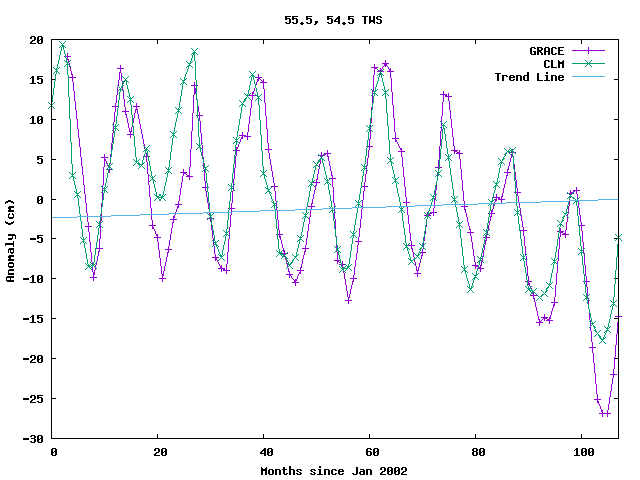 55.5, 54.5 TWS
GRACE
CLM
Trend Line
20
15
10
5
0
-5
-10
-15
-20
-25
-30
Anomaly (cm)
0 20 40 60 80 100
Months since Jan 2002